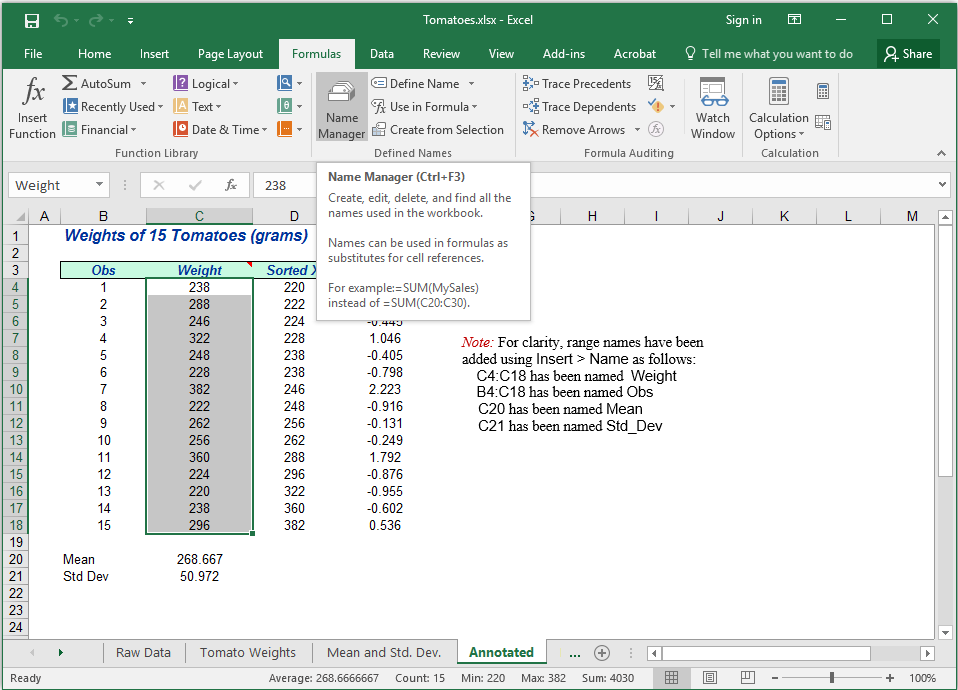 Tomatoes.xlsx - Excel
Sign in
File Home Insert Page Layout Formulas Data Review View Add-ins Acrobat Tell me what you want to do Share
fx Insert Function
AutoSum
Recently Used
Financial
Logical
Text
Date & Time
Function Library
Name Manager
Define Name
Use in Formula
Create from Selection
Defined Names
Trace Precedents
Trace Dependents
Remove Arrows
Formula Auditing
Watch Window
Calculation Options
Calculation
Weight fx 238
Name Manager (Ctrl+F3)
Create, edit, delete, and find all the
names used in the workbook.
Names can be used in formulas as
substitutes for cell references.
For example:=SUM(MySales)
instead of =SUM(C20:C30).
A B C D G H I J K L M
1 Weights of 15 Tomatoes (grams)
2
3 Obs Weight Sorted X
4 1 238 220
5 2 288 222
6 3 246 224 -0.445
7 4 322 228 1.046
8 5 248 238 -0.405
9 6 228 238 -0.798
10 7 382 246 2.223
11 8 222 248 -0.916
12 9 262 256 -0.131
13 10 256 262 -0.249
14 11 360 288 1.792
15 12 224 296 -0.876
16 13 220 322 -0.955
17 14 238 360 -0.602
18 15 296 382 0.536
19
20 Mean 268.667
21 Std Dev 50.972
22
23
24
Note: For clarity, range names have been
added using Insert > Name as follows:
C4:C18 has been named Weight
B4:C18 has been named Obs
C20 has been named Mean
C21 has been named Std_Dev
Raw Data Tomato Weights Mean and Std. Dev. Annotated ...
Ready Average: 268.6666667 Count: 15 Min: 220 Max: 382 Sum: 4030 100%